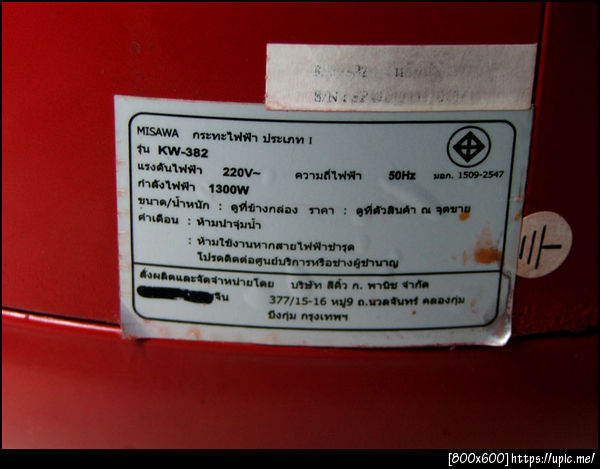 S/N :
MISAWA กระทะไฟฟ้า ประเภท I
รุ่น KW-382
แรงดันไฟฟ้า 220V~ ความถี่ไฟฟ้า 50Hz
กำลังไฟฟ้า 1300W
มอก. 1509-2547
ขนาด/น้ำหนัก : ดูที่ข้างกล่อง ราคา : ดูที่ตัวสินค้า ณ จุดขาย
คำเตือน : ห้ามนำจุ่มน้ำ
: ห้ามใช้งานหากสายไฟฟ้าชำรุด
โปรดติดต่อศูนย์บริการหรือช่างผู้ชำนาญ
สั่งผลิตและจัดจำหน่ายโดย บริษัท สี่คิ้ว ก. พานิช จำกัด
จีน 377/15-16 หมู่9 ถ.นวลจันทร์ คลองกุ่ม
บึงกุ่ม กรุงเทพฯ
[800x600]https://upic.me/